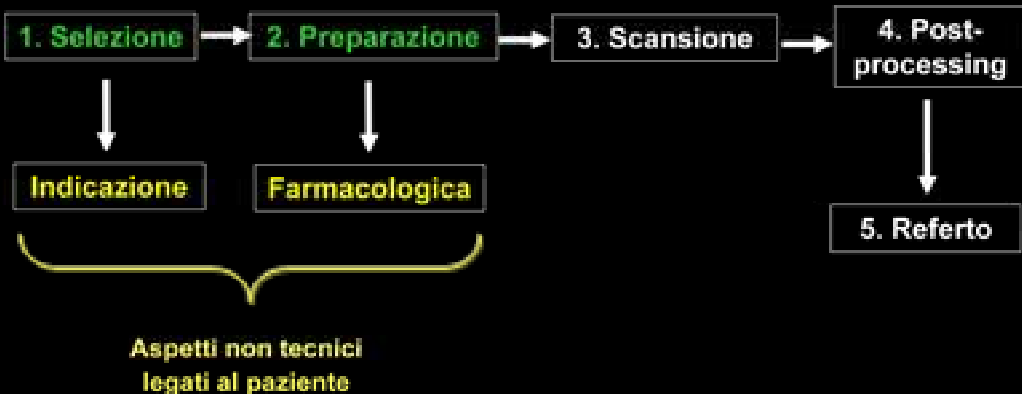 1. Selezione
2. Preparazione
3. Scansione
4. Post-
processing
Indicazione
Farmacologica
5. Referto
Aspetti non tecnici
legati al paziente